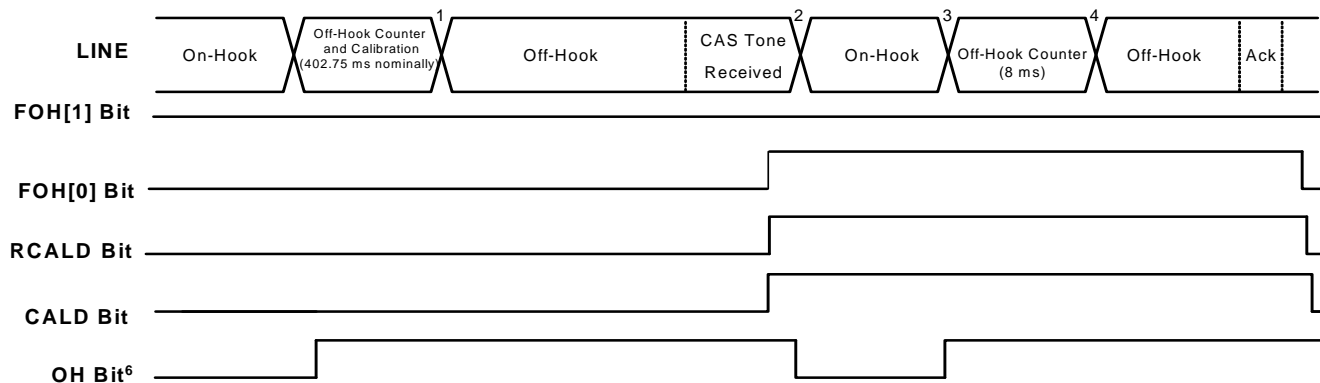 1 2 3 4
LINE
On-Hook
Off-Hook Counter
and Calibration
(402.75 ms nominally)
Off-Hook
CAS Tone
Received
On-Hook
Off-Hook Counter
(8 ms)
Off-Hook
Ack
FOH[1] Bit
FOH[0] Bit
RCALD Bit
CALD Bit
OH Bit⁶